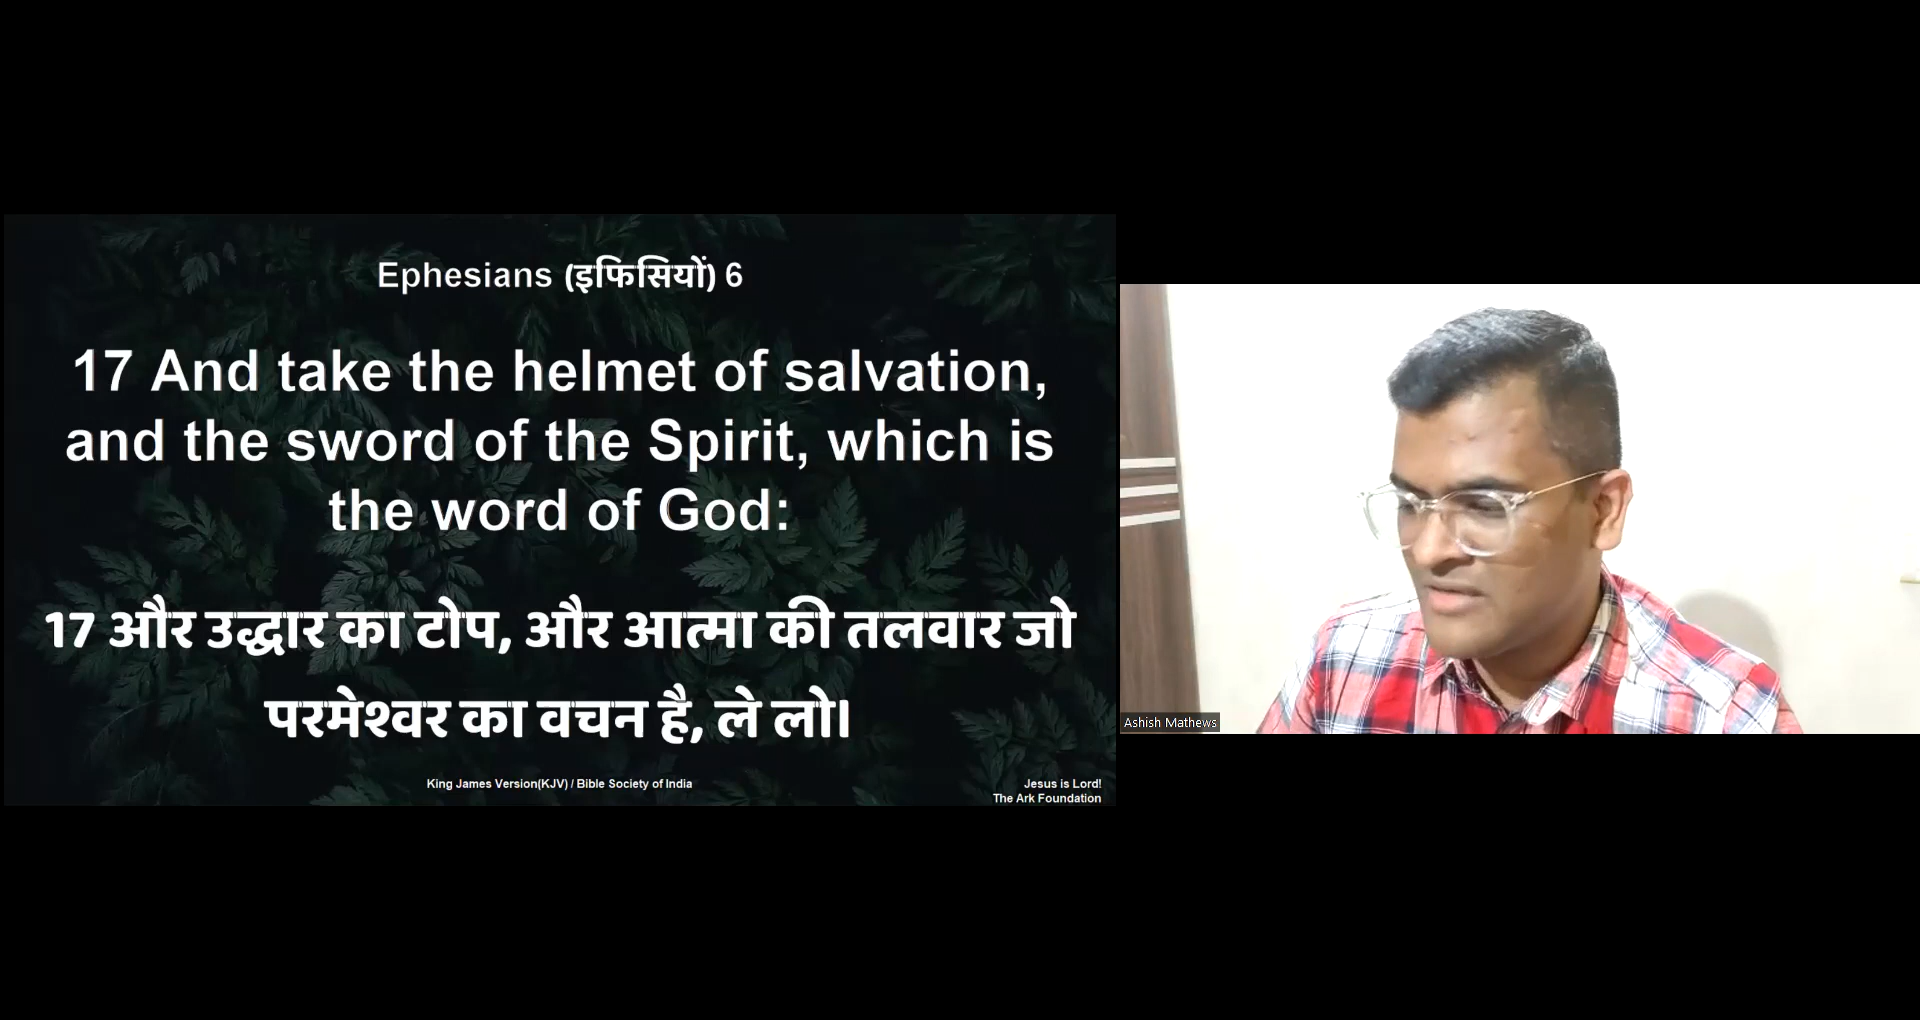 Ephesians (इफिसियों) 6
17 And take the helmet of salvation,
and the sword of the Spirit, which is
the word of God:
17 और उद्धार का टोप, और आत्मा की तलवार जो
परमेश्वर का वचन है, ले लो।
King James Version(KJV) / Bible Society of India
Jesus is Lord!
The Ark Foundation
Ashish Mathews